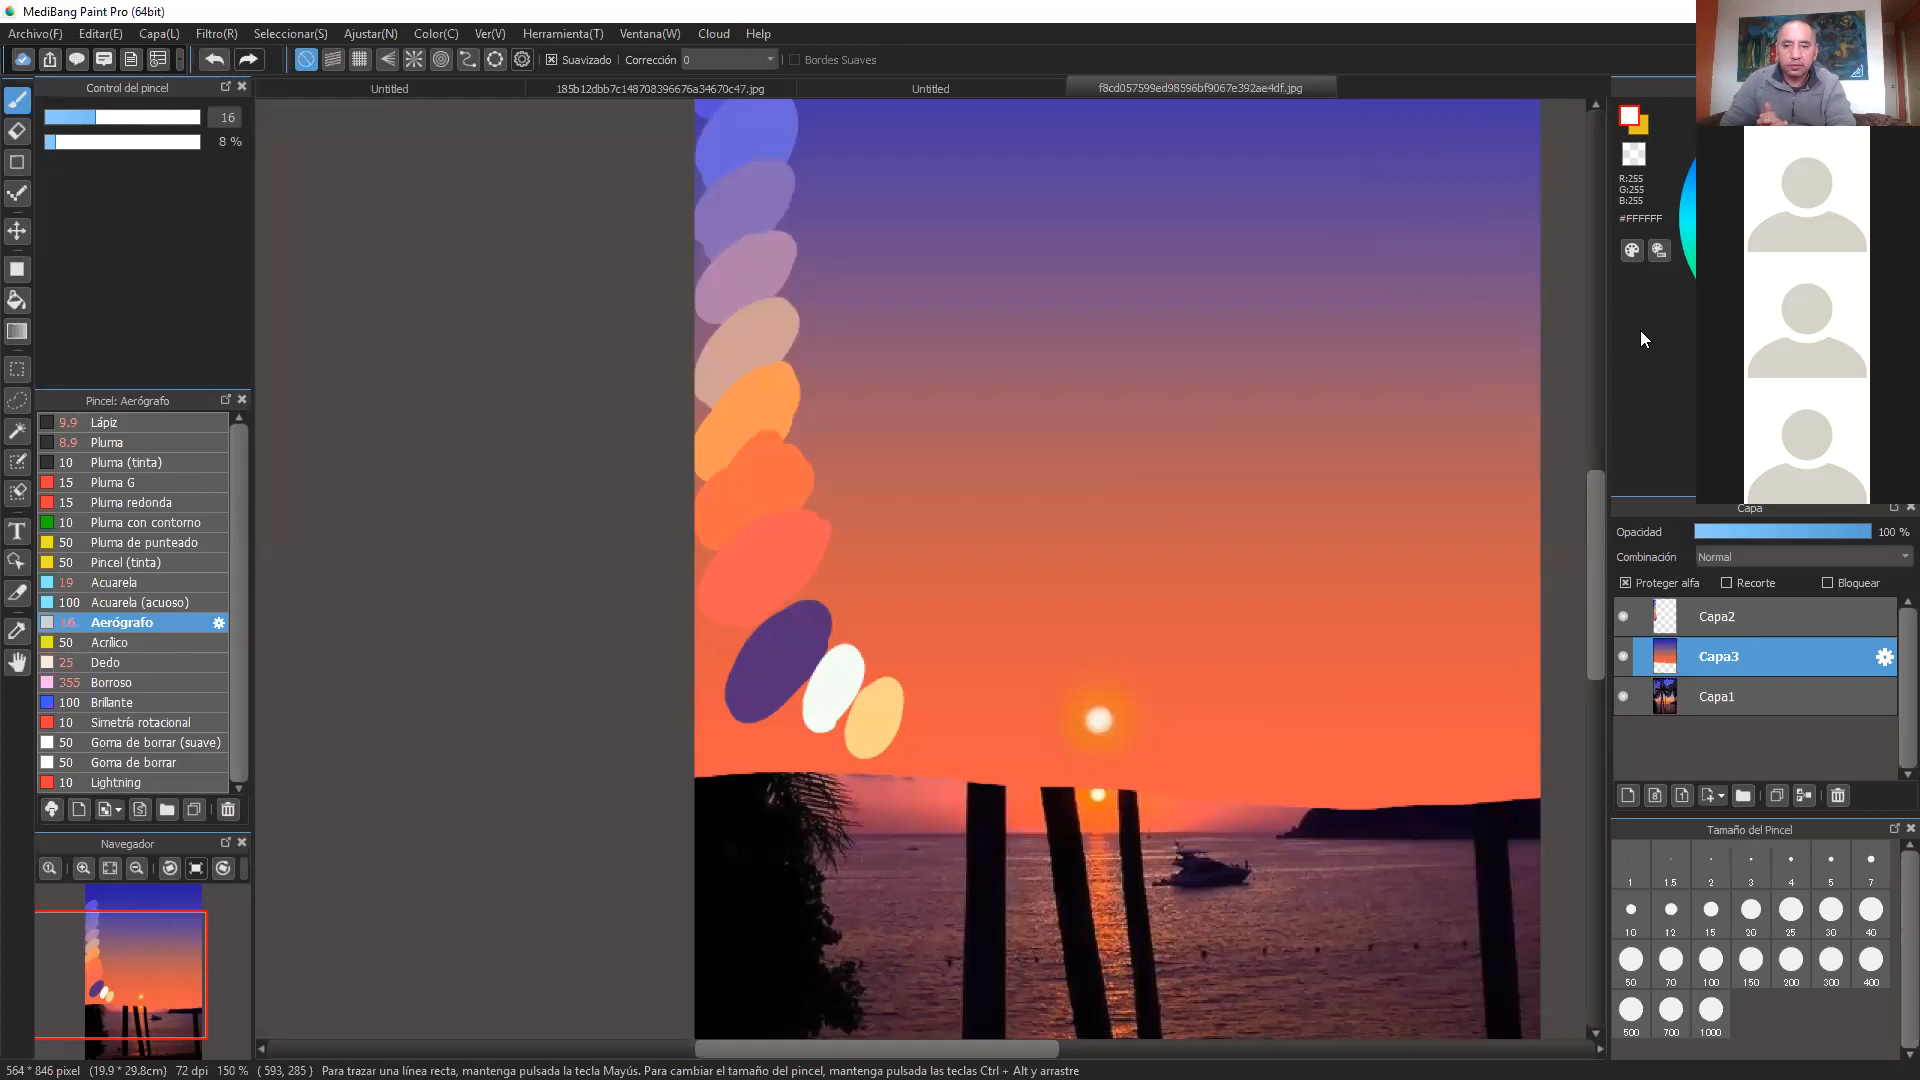 MediBang Paint Pro (64bit)
Archivo(F) Editar(E) Capa(L) Filtro(R) Seleccionar(S) Ajustar(N) Color(C) Ver(V) Herramienta(T) Ventana(W) Cloud Help
Suavizado Corrección 0 Bordes Suaves
Control del pincel
Untitled 185b12dbb7c148708396676a34670c47.jpg Untitled f8cd057599ed98596bf9067e392ae4df.jpg
16
8 %
R:255
G:255
B:255
#FFFFFF
Pincel: Aerógrafo
9.9 Lápiz
8.9 Pluma
10 Pluma (tinta)
15 Pluma G
15 Pluma redonda
10 Pluma con contorno
50 Pluma de punteado
50 Pincel (tinta)
19 Acuarela
100 Acuarela (acuoso)
16 Aerógrafo
50 Acrílico
25 Dedo
355 Borroso
100 Brillante
10 Simetría rotacional
50 Goma de borrar (suave)
50 Goma de borrar
10 Lightning
Capa
Opacidad 100 %
Combinación Normal
Proteger alfa Recorte Bloquear
Capa2
Capa3
Capa1
Navegador
Tamaño del Pincel
1 1.5 2 3 4 5 7
10 12 15 20 25 30 40
50 70 100 150 200 300 400
500 700 1000
564 * 846 pixel (19.9 * 29.8cm) 72 dpi 150 % ( 593, 285 ) Para trazar una línea recta, mantenga pulsada la tecla Mayús. Para cambiar el tamaño del pincel, mantenga pulsadas las teclas Ctrl + Alt y arrastre